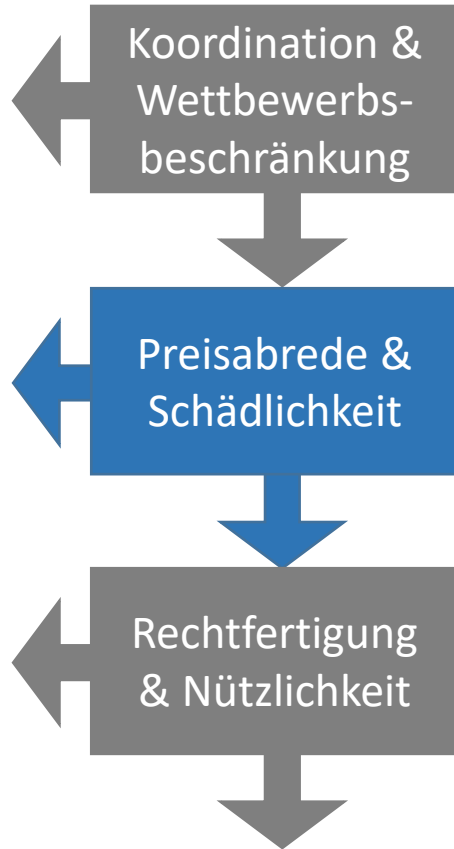 Koordination &
Wettbewerbs-
beschränkung
Preisabrede &
Schädlichkeit
Rechtfertigung
& Nützlichkeit